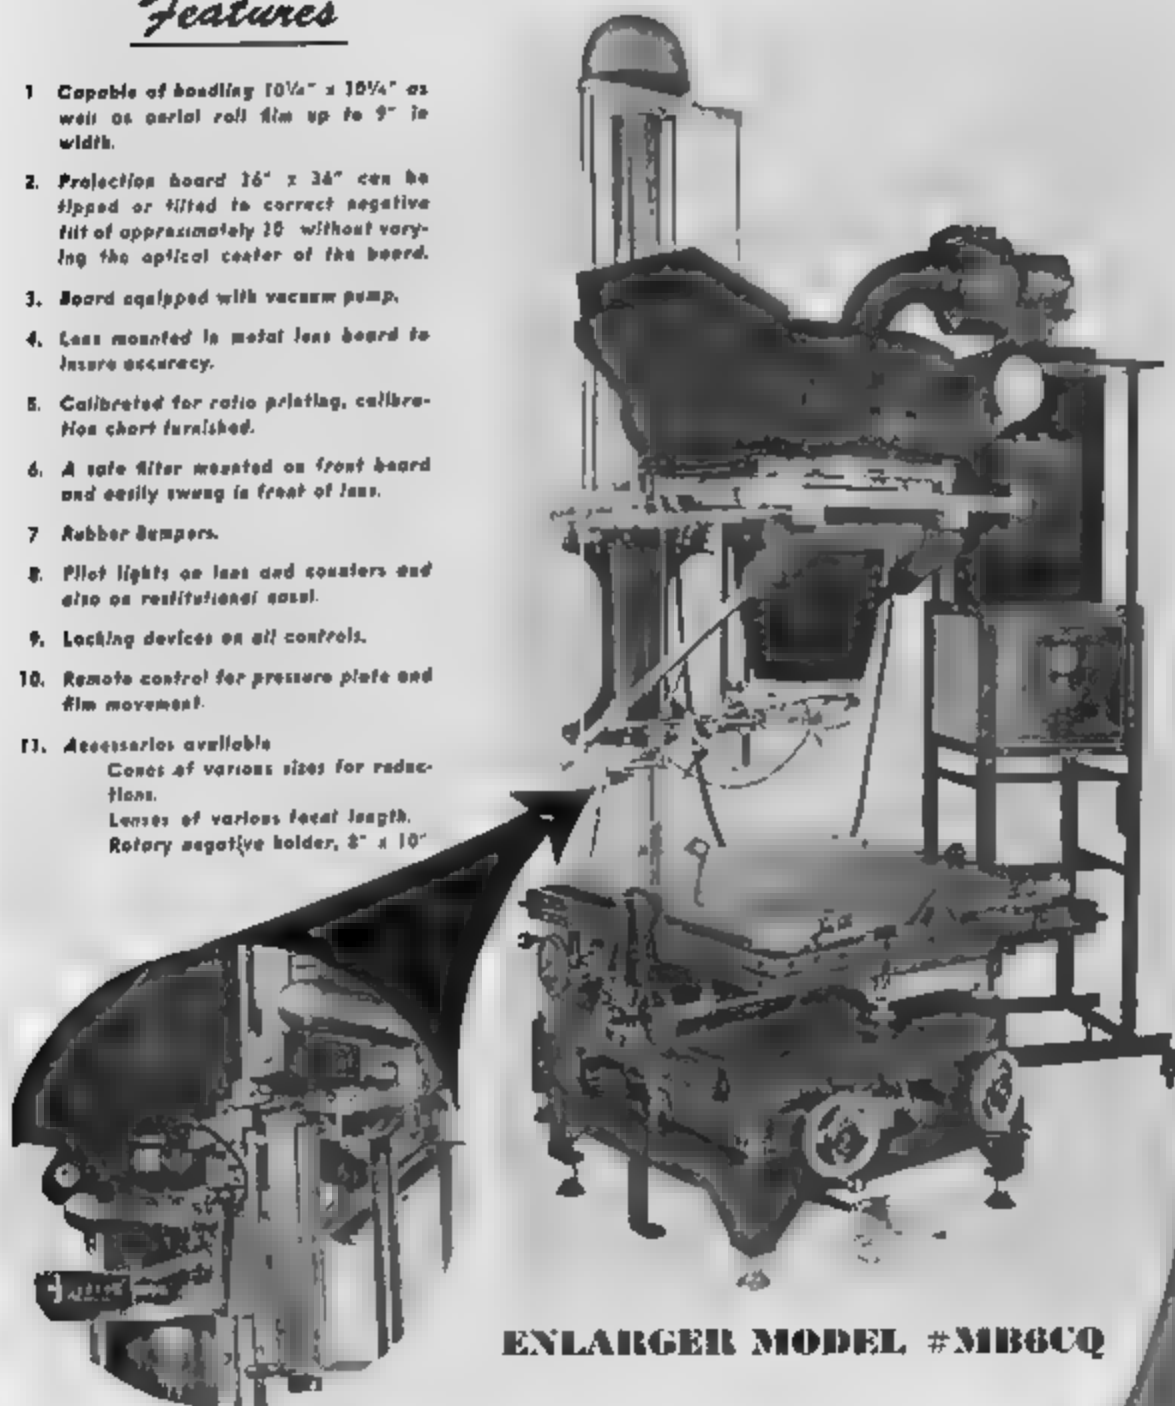 Features
1 Capable of handling 10¼" x 10¼" as
well as aerial roll film up to 9" in
width.
2. Projection board 36" x 36" can be
tipped or tilted to correct negative
tilt of approximately 20 without vary-
ing the optical center of the board.
3. Board equipped with vacuum pump.
4. Lens mounted in metal lens board to
insure accuracy.
5. Calibrated for ratio printing, calibra-
tion chart furnished.
6. A safe filter mounted on front board
and easily swung in front of lens.
7 Rubber Bumpers.
8. Pilot lights on lens and counters and
also on restitutional easel.
9. Locking devices on all controls.
10. Remote control for pressure plate and
film movement.
11. Accessories available
Cones of various sizes for reduc-
tions.
Lenses of various focal length.
Rotary negative holder, 8" x 10"
ENLARGER MODEL #MB6CQ